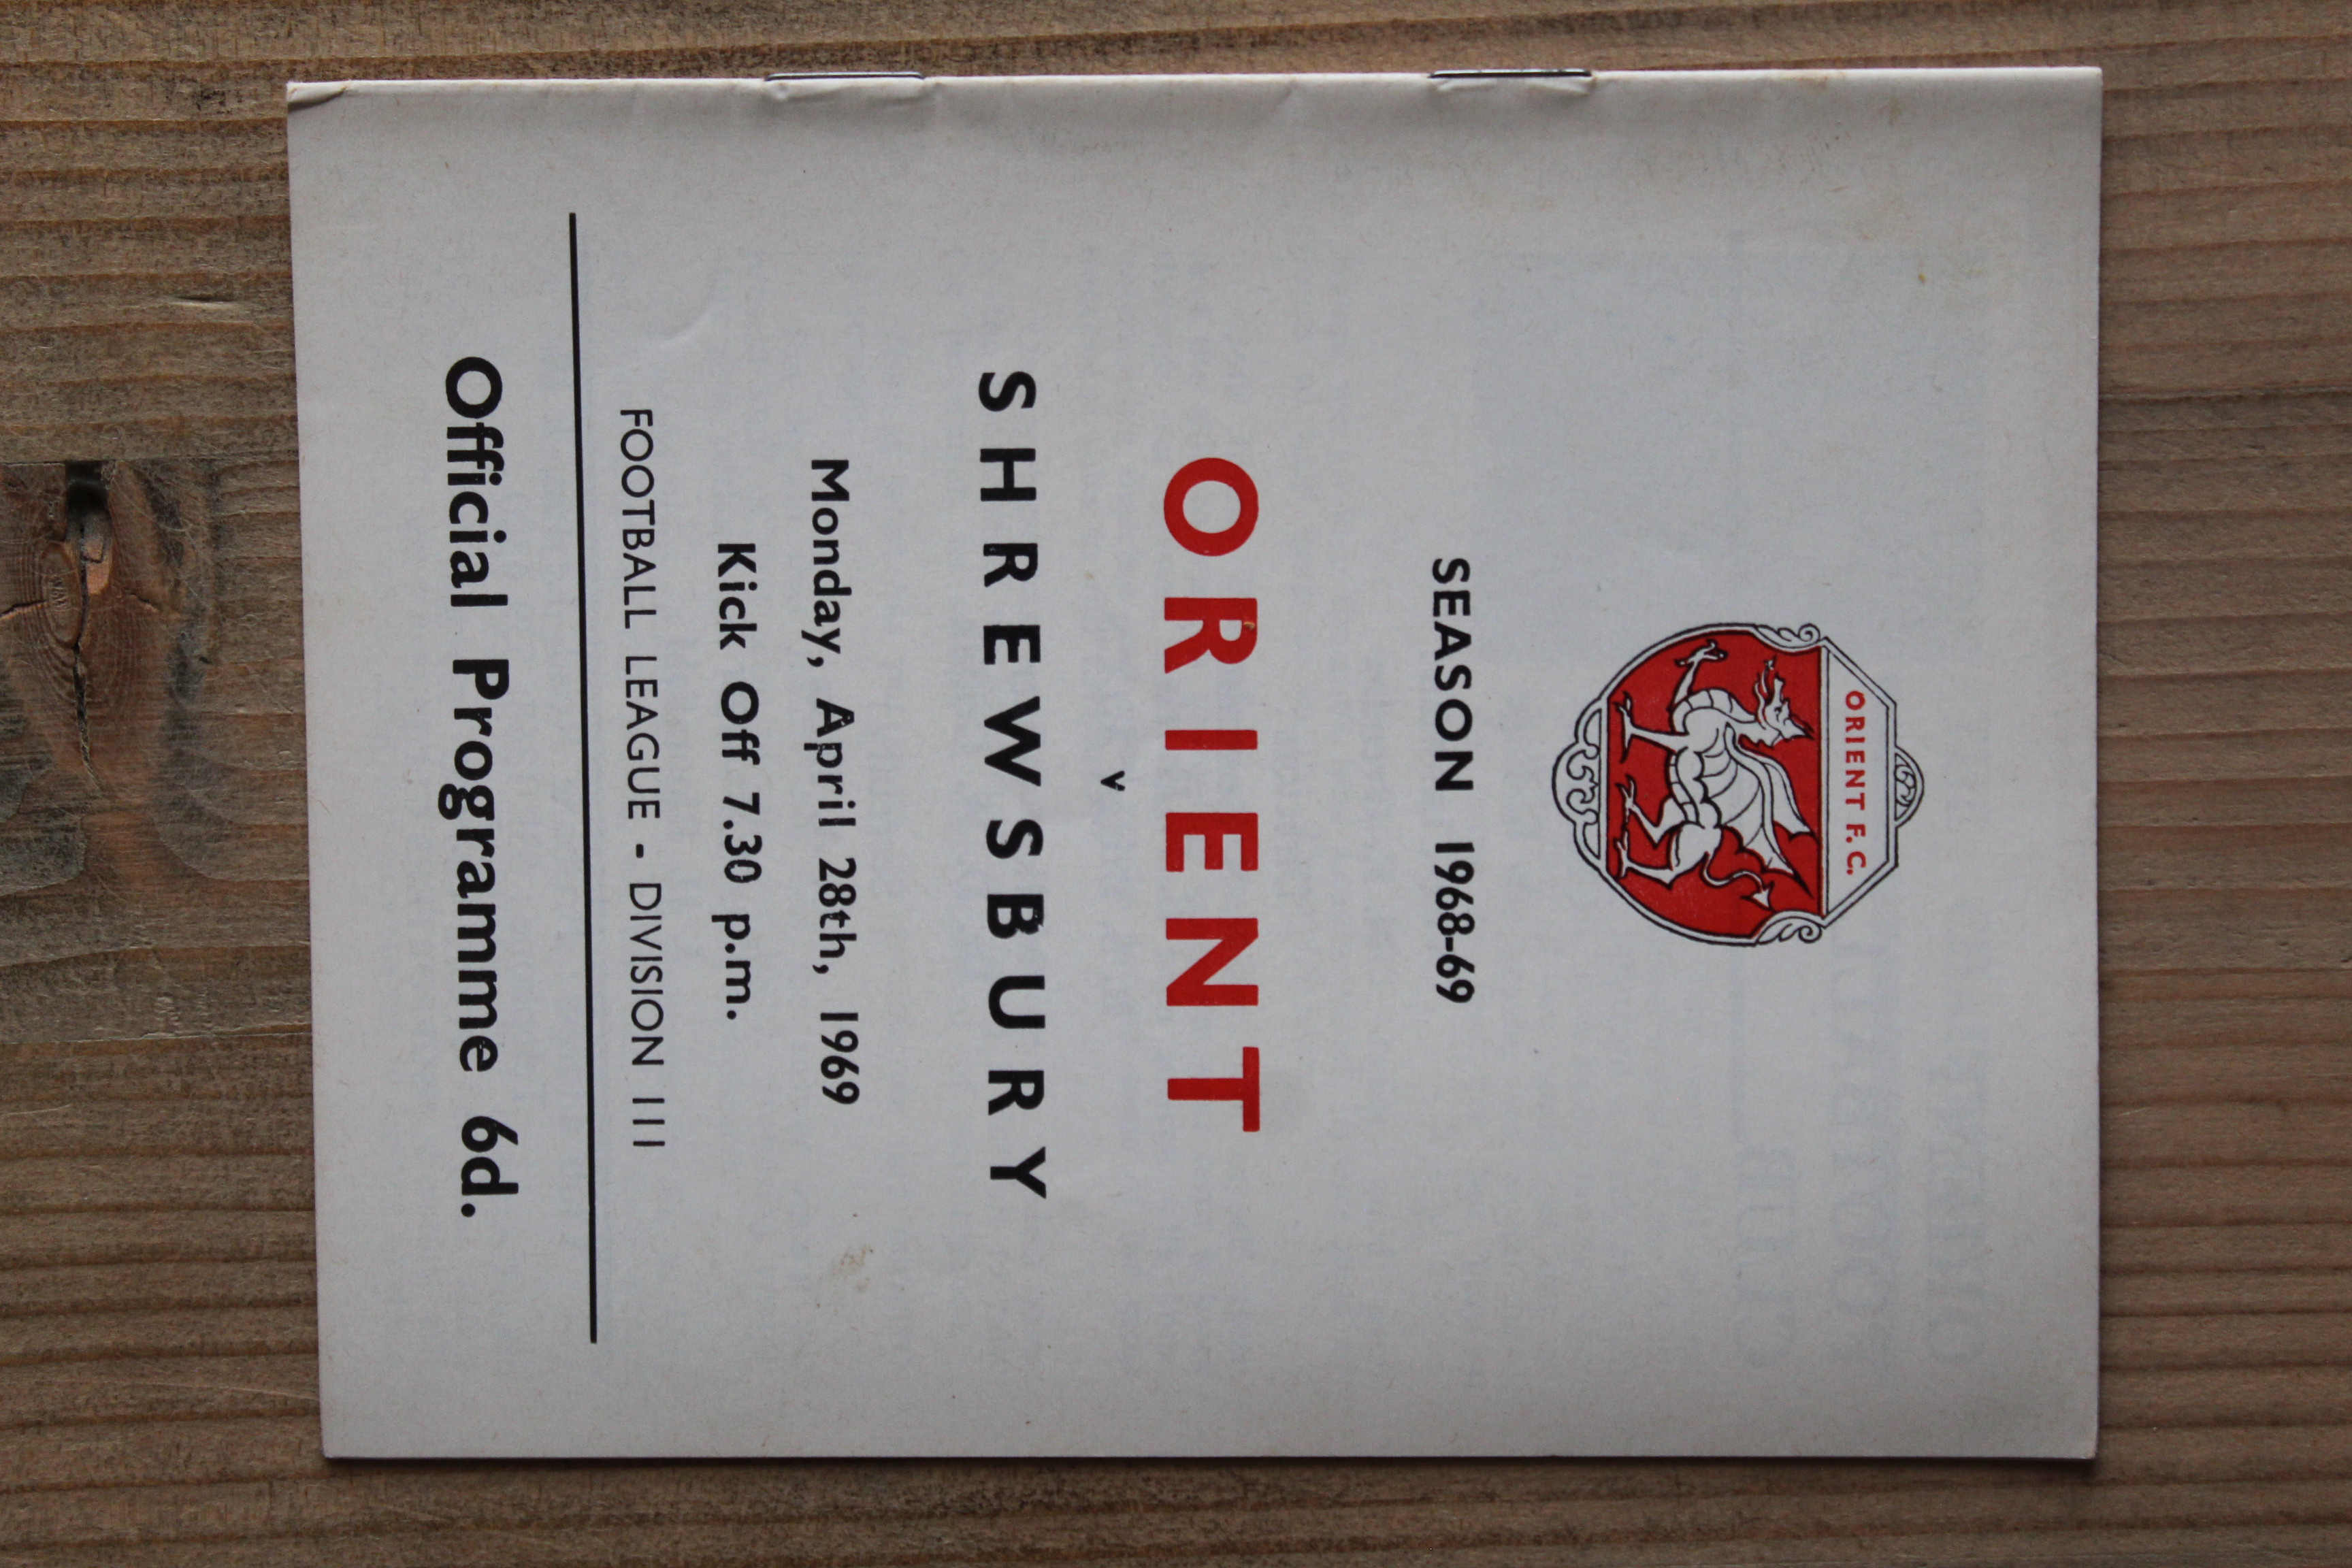 ORIENT F.C.
SEASON 1968-69
ORIENT
v
SHREWSBURY
Monday, April 28th, 1969
Kick Off 7.30 p.m.
FOOTBALL LEAGUE - DIVISION III
Official Programme 6d.